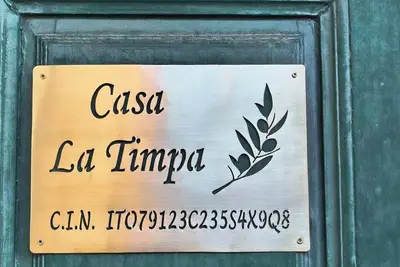 Casa
La Timpa
C.I.N. IT079123C235S4X9Q8